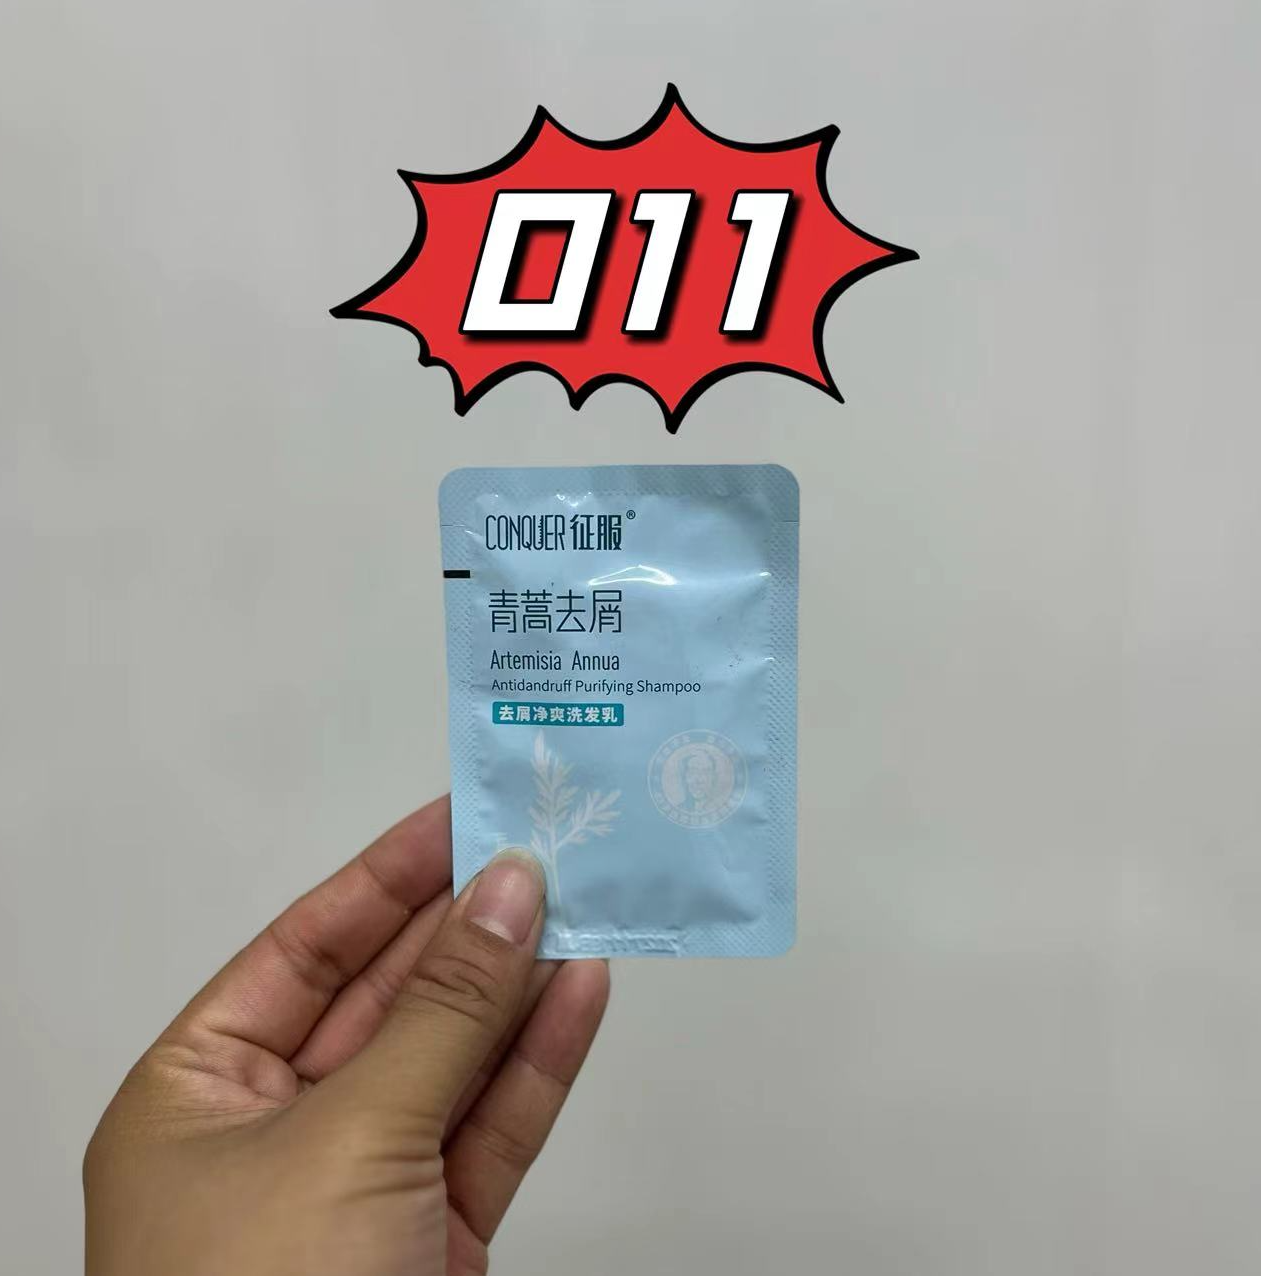 011
CONQUER征服®
青蒿去屑
Artemisia Annua
Antidandruff Purifying Shampoo
去屑净爽洗发乳